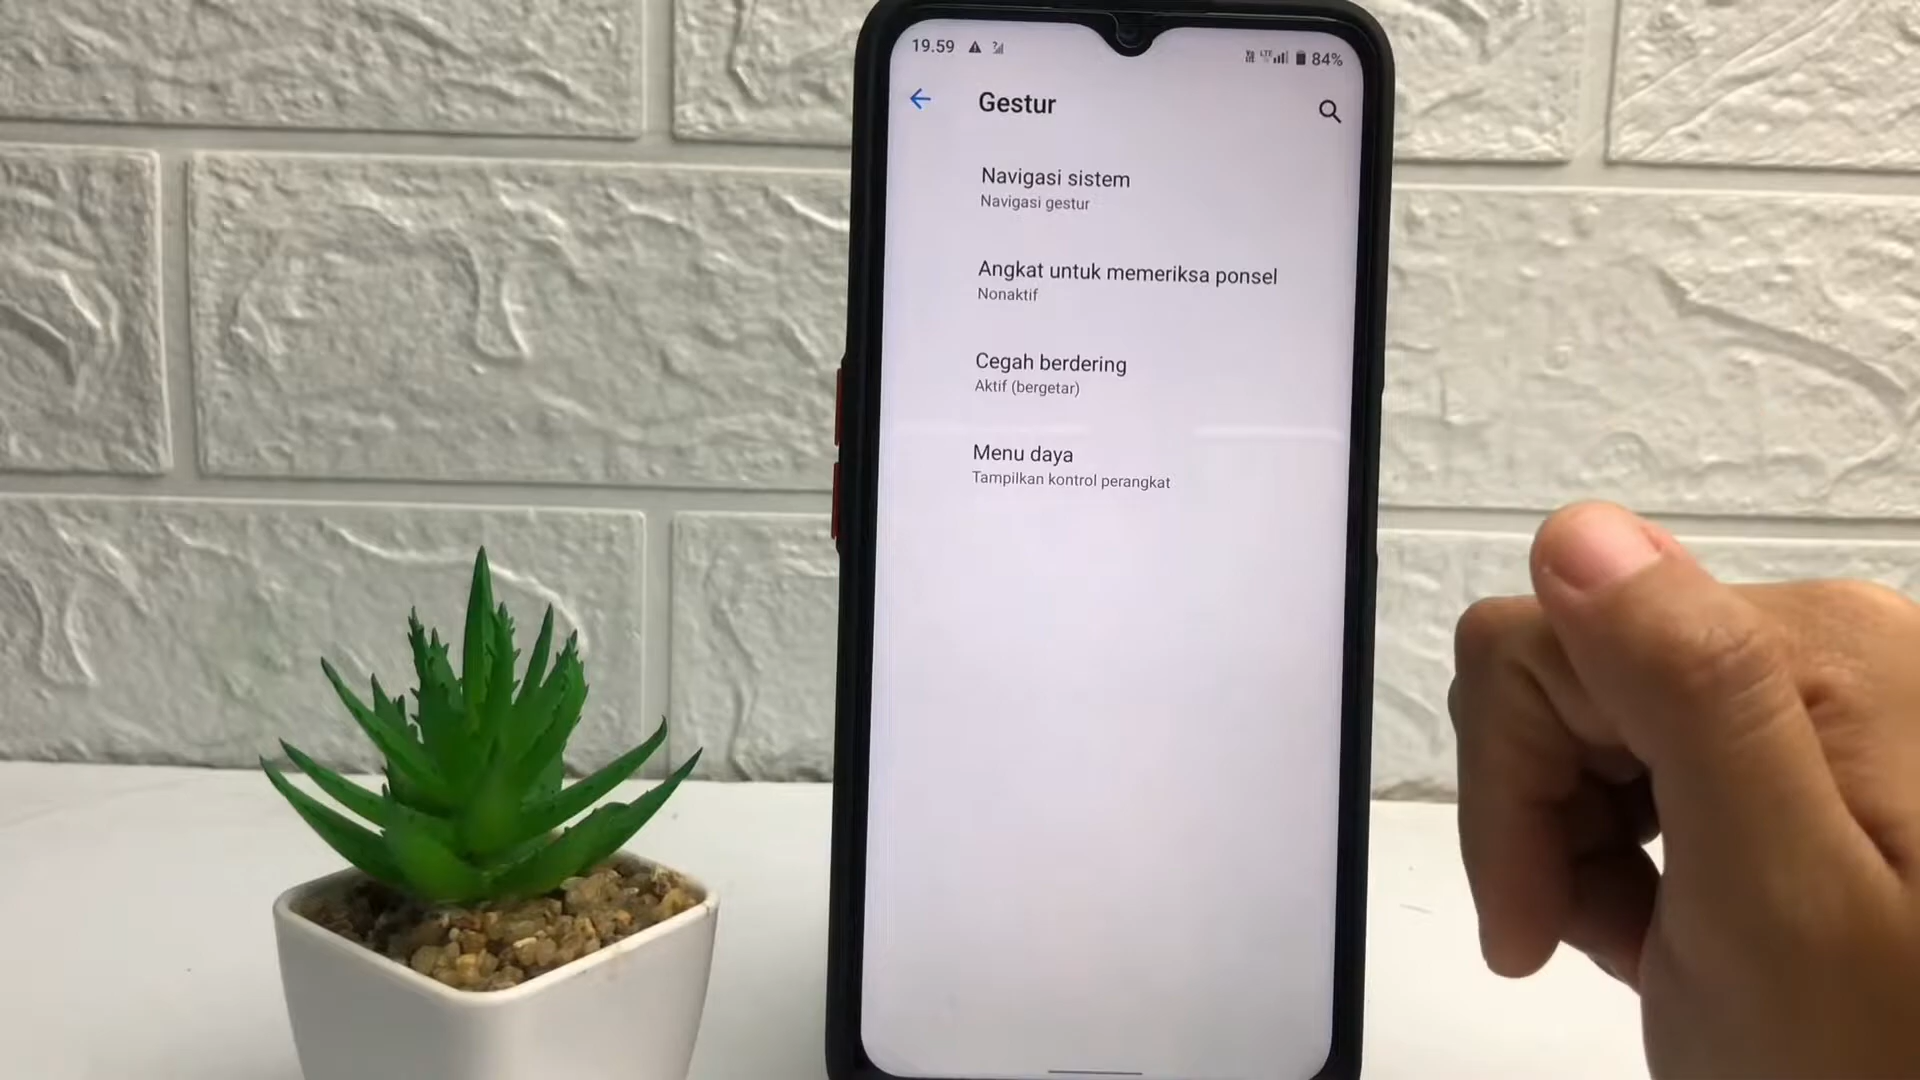 19.59
LTE
84%
Gestur
Navigasi sistem
Navigasi gestur
Angkat untuk memeriksa ponsel
Nonaktif
Cegah berdering
Aktif (bergetar)
Menu daya
Tampilkan kontrol perangkat